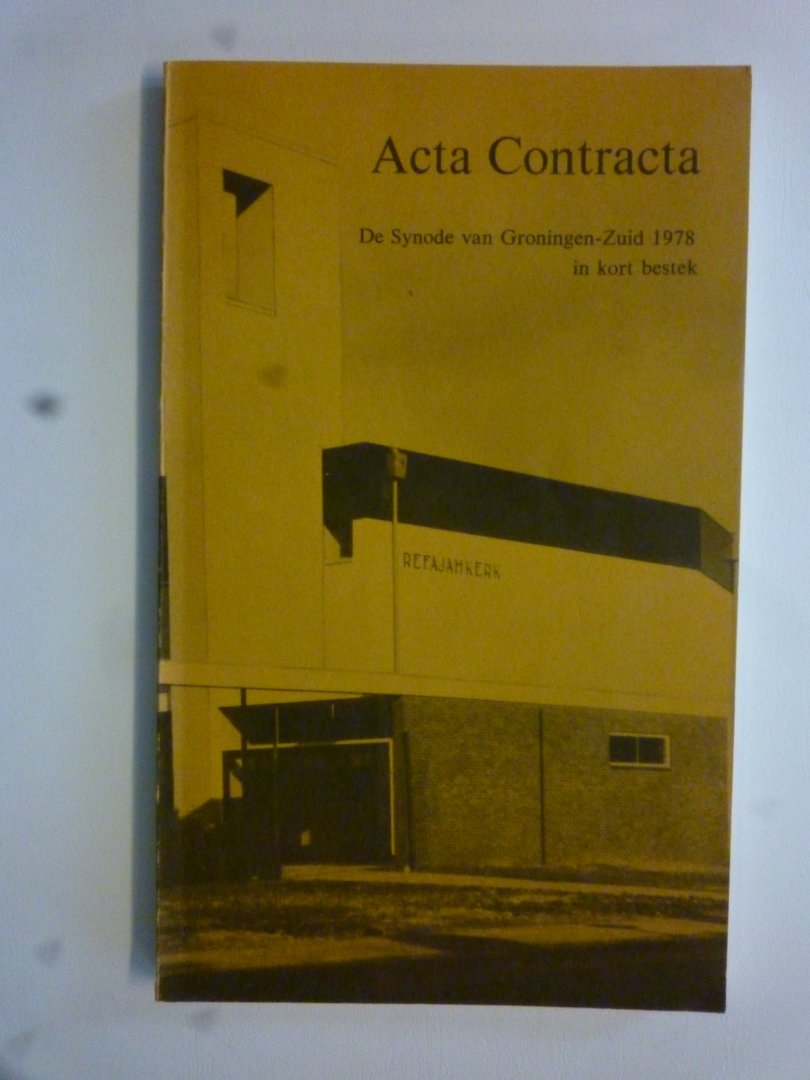 Acta Contracta
De Synode van Groningen-Zuid 1978
in kort bestek
REFAJAHKERK